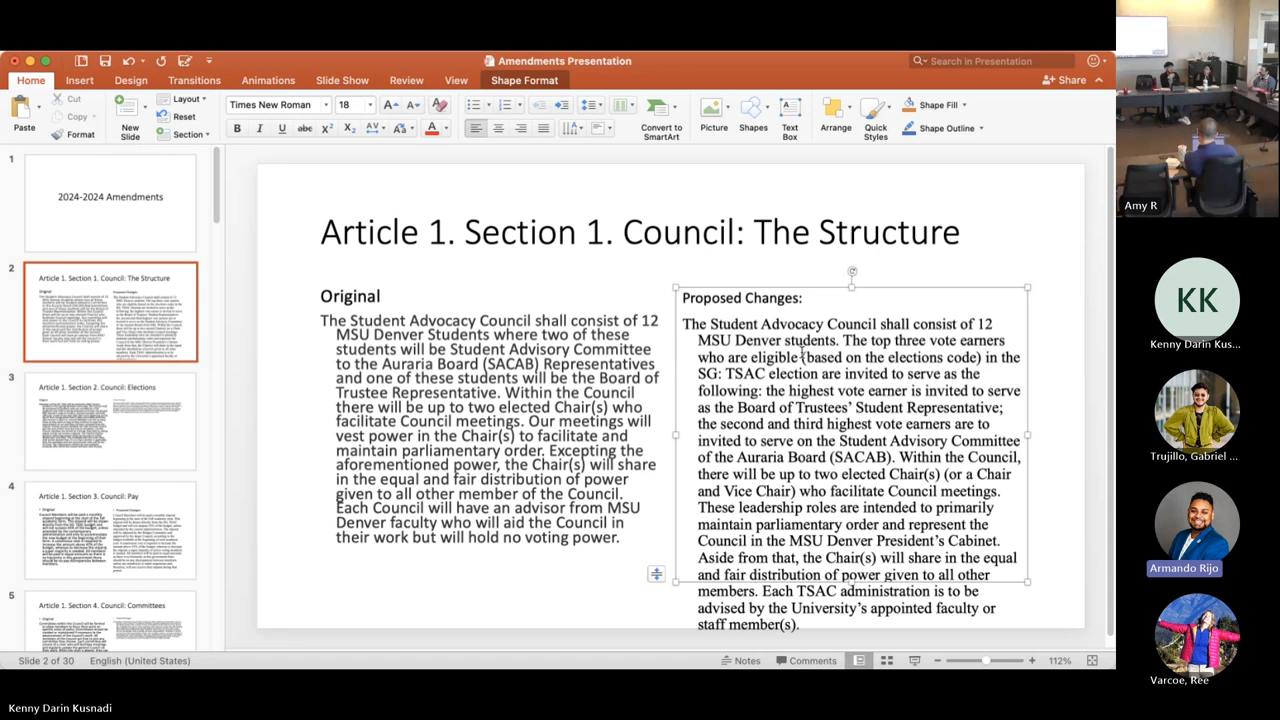 Amendments Presentation
Search in Presentation
Home
Insert
Design
Transitions
Animations
Slide Show
Review
View
Shape Format
Share
Paste
Cut
Copy
Format
New
Slide
Layout
Reset
Section
Times New Roman
18
Convert to
SmartArt
Picture
Shapes
Text
Box
Arrange
Quick
Styles
Shape Fill
Shape Outline
1
2024-2024 Amendments
2
Article 1. Section 1. Council: The Structure
3
Article 1. Section 2. Council: Elections
4
Article 1. Section 3. Council: Pay
5
Article 1. Section 4. Council: Committees
Article 1. Section 1. Council: The Structure
Original
The Student Advocacy Council shall consist of 12
MSU Denver Students where two of these
students will be Student Advisory Committee
to the Auraria Board (SACAB) Representatives
and one of these students will be the Board of
Trustee Representative. Within the Council
there will be up to two elected Chair(s) who
facilitate Council meetings. Our meetings will
vest power in the Chair(s) to facilitate and
maintain parliamentary order. Excepting the
aforementioned power, the Chair(s) will share
in the equal and fair distribution of power
given to all other member of the Council.
Each Council will have an advisor from MSU
Denver faculty who will aid the Council in
their work but will hold no voting power.
Proposed Changes:
The Student Advocacy Council shall consist of 12
MSU Denver students. The top three vote earners
who are eligible (based on the elections code) in the
SG: TSAC election are invited to serve as the
following: the highest vote earner is invited to serve
as the Board of Trustees’ Student Representative;
the second and third highest vote earners are to
invited to serve on the Student Advisory Committee
of the Auraria Board (SACAB). Within the Council,
there will be up to two elected Chair(s) (or a Chair
and Vice Chair) who facilitate Council meetings.
These leadership roles are intended to primarily
maintain parliamentary order and represent the
Council in the MSU Denver President’s Cabinet.
Aside from that, the Chair(s) will share in the equal
and fair distribution of power given to all other
members. Each TSAC administration is to be
advised by the University’s appointed faculty or
staff member(s).
Slide 2 of 30
English (United States)
Notes
Comments
112%
Kenny Darin Kusnadi
Amy R
KK
Kenny Darin Kus...
Trujillo, Gabriel ...
Armando Rijo
Varcoe, Ree